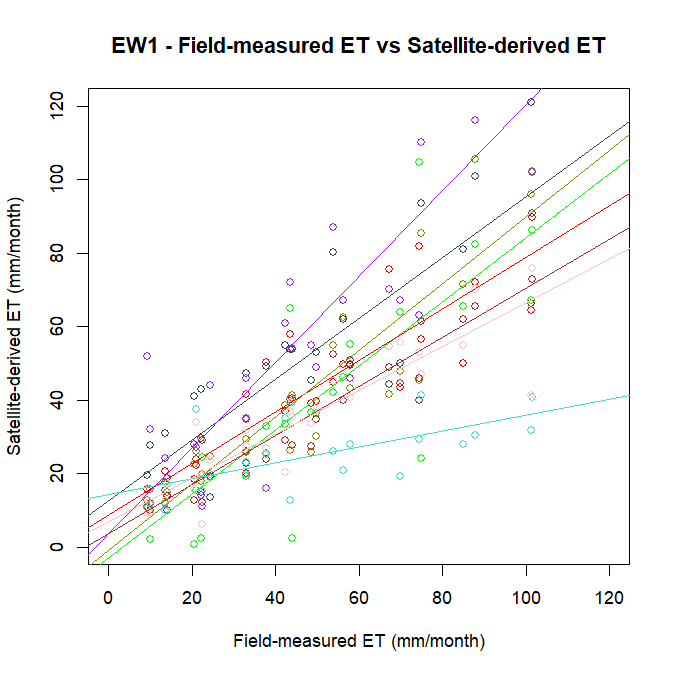 EW1 - Field-measured ET vs Satellite-derived ET
120
100
80
60
40
20
0
Satellite-derived ET (mm/month)
0 20 40 60 80 100 120
Field-measured ET (mm/month)